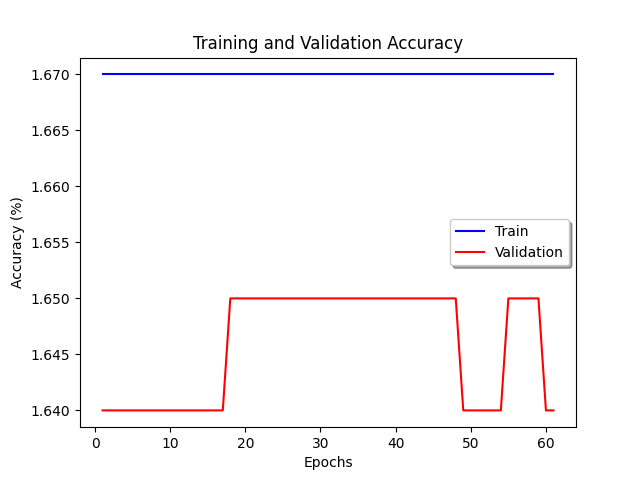 Training and Validation Accuracy
1.670
1.665
1.660
1.655
1.650
1.645
1.640
Accuracy (%)
Train
Validation
0 10 20 30 40 50 60
Epochs